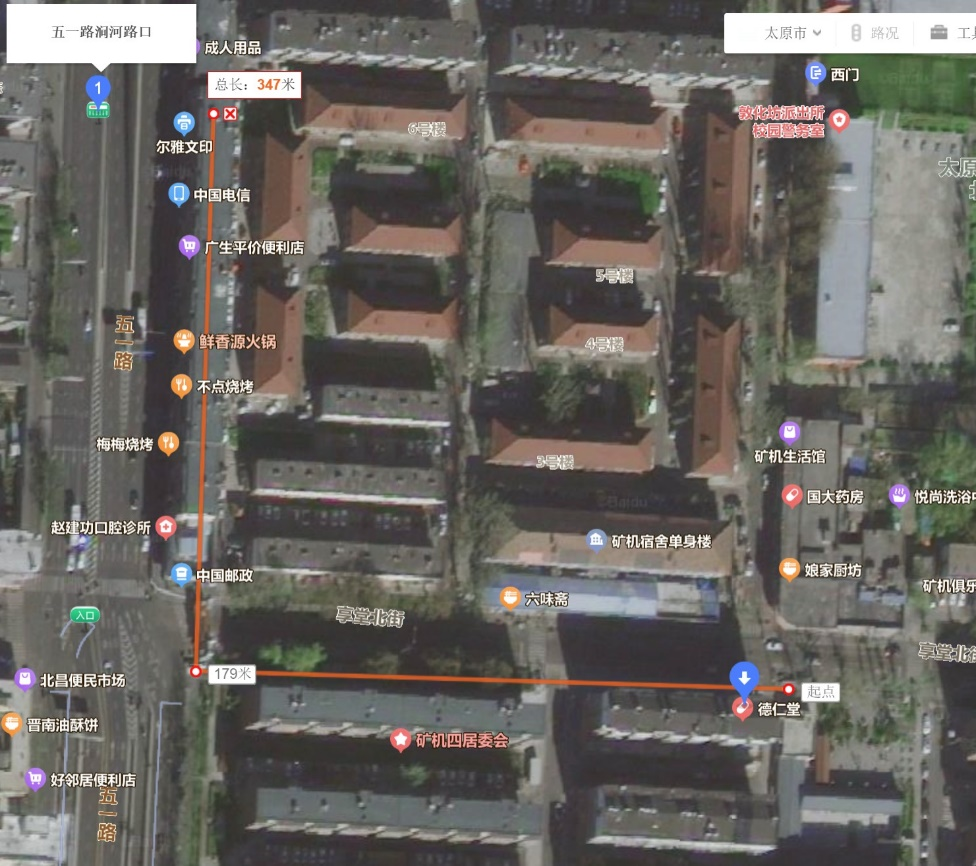 五一路涧河路口
成人用品
太原市
路况
工具
1
总长：347米
西门
敦化坊派出所
校园警务室
尔雅文印
6号楼
太原
中国电信
广生平价便利店
5号楼
五一路
鲜香源火锅
4号楼
不点烧烤
梅梅烧烤
3号楼
矿机生活馆
国大药房
悦尚洗浴中
赵建功口腔诊所
矿机宿舍单身楼
中国邮政
娘家厨坊
矿机俱乐
六味斋
入口
享堂北街
享堂北街
北昌便民市场
179米
起点
德仁堂
晋南油酥饼
矿机四居委会
好邻居便利店
五一路